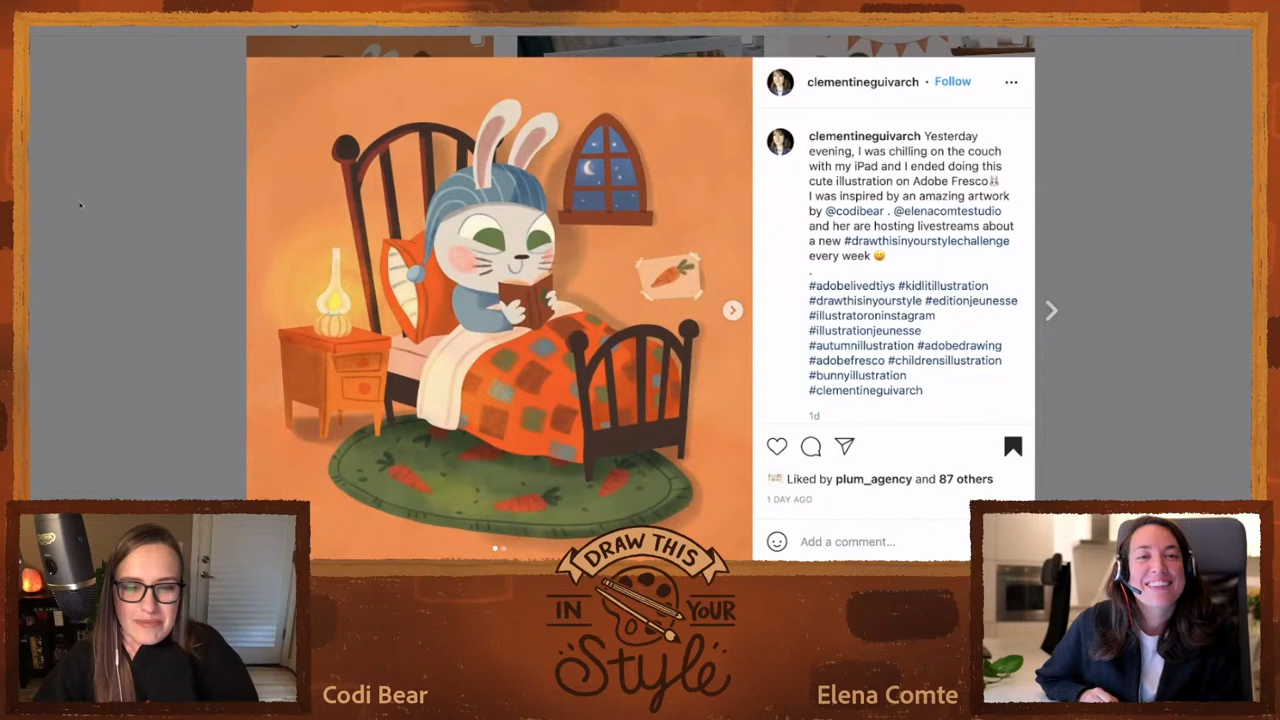 clementineguivarch • Follow
clementineguivarch Yesterday
evening, I was chilling on the couch
with my iPad and I ended doing this
cute illustration on Adobe Fresco🐰
I was inspired by an amazing artwork
by @codibear . @elenacomtestudio
and her are hosting livestreams about
a new #drawthisinyourstylechallenge
every week 😄
.
#adobelivedtiys #kidlitillustration
#drawthisinyourstyle #editionjeunesse
#illustratoroninstagram
#illustrationjeunesse
#autumnillustration #adobedrawing
#adobefresco #childrensillustration
#bunnyillustration
#clementineguivarch
1d
Liked by plum_agency and 87 others
1 DAY AGO
Add a comment...
DRAW THIS
IN YOUR
Style
Codi Bear
Elena Comte